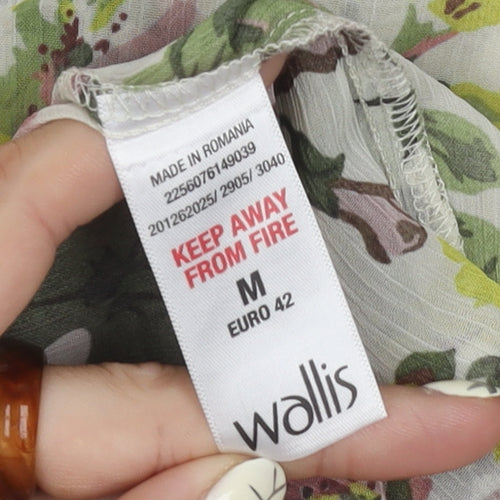 MADE IN ROMANIA
2256076149039
201262025/ 2905/ 3040
KEEP AWAY
FROM FIRE
M
EURO 42
wallis